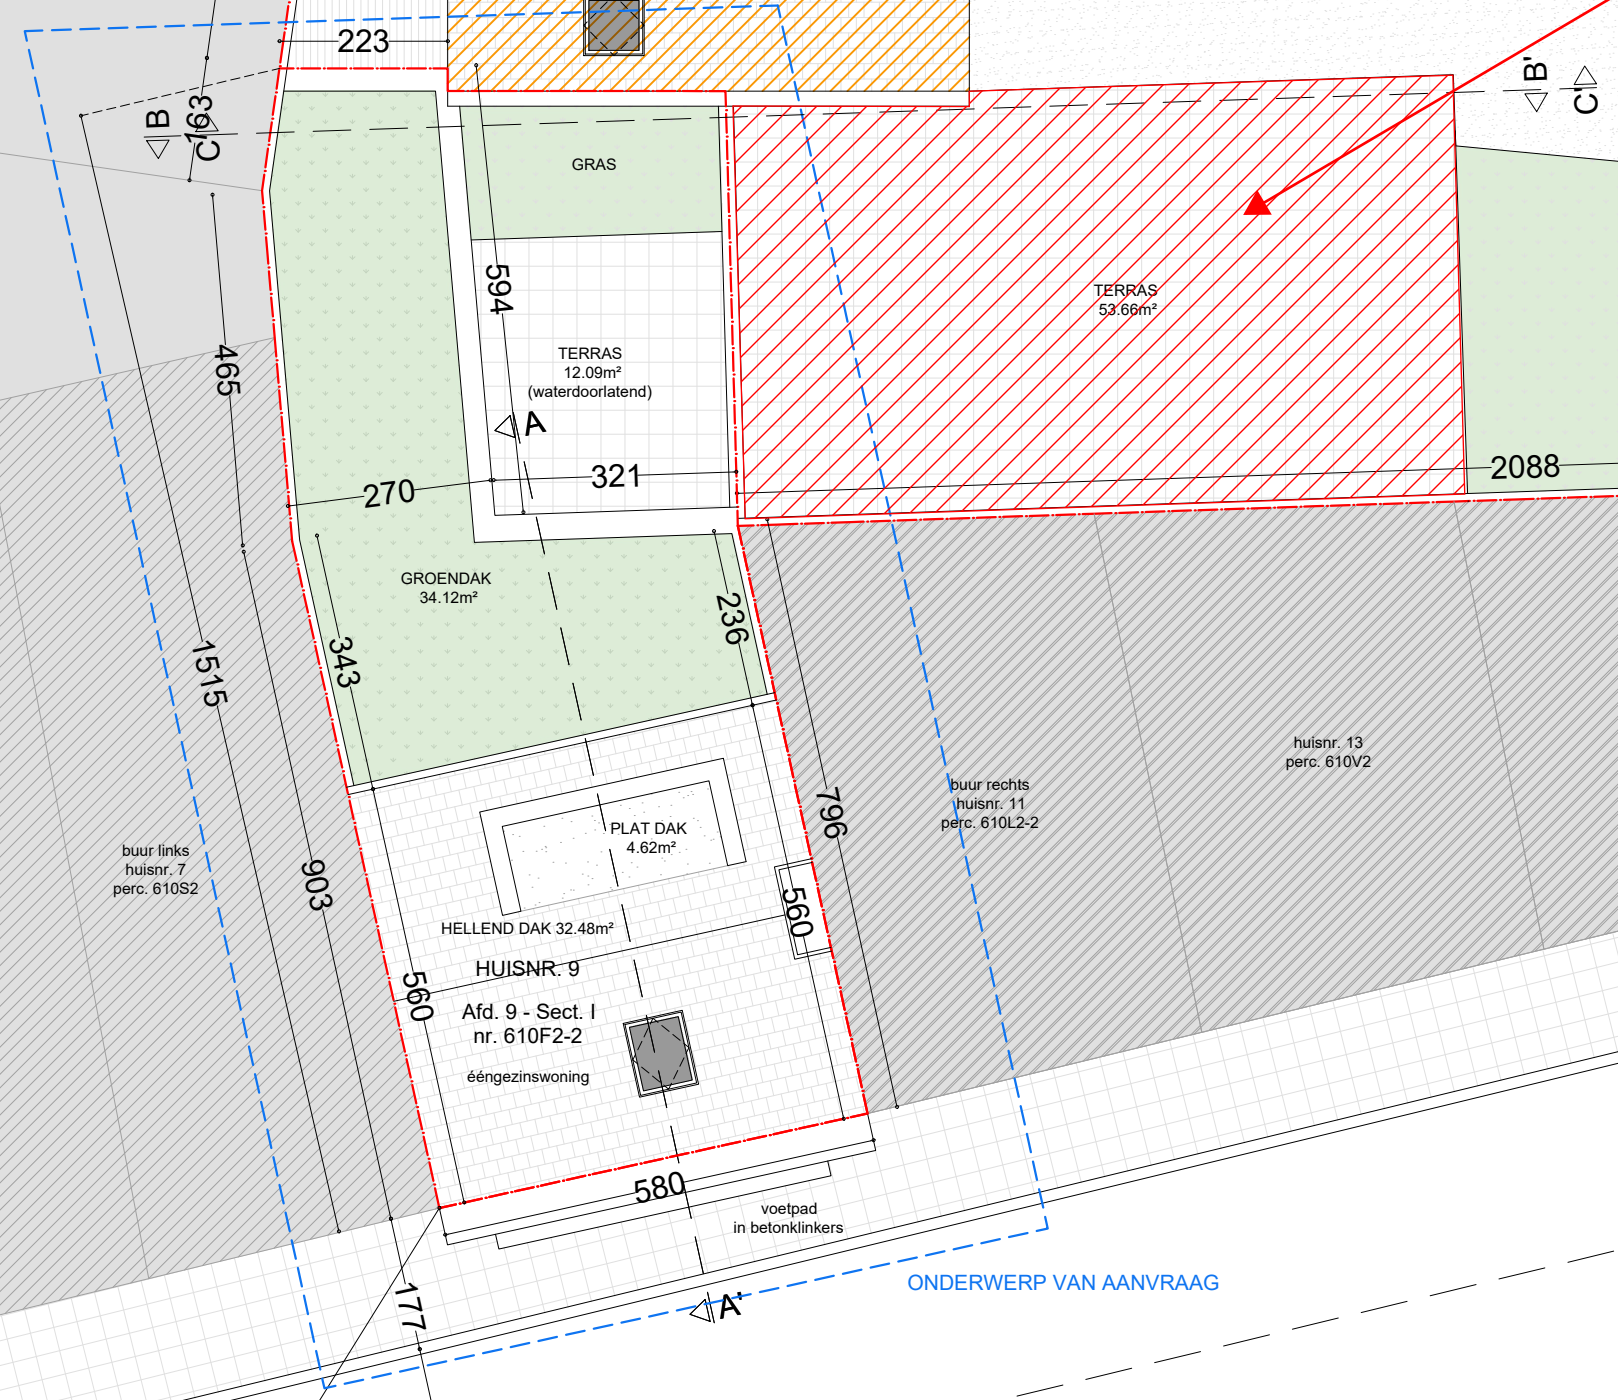 223
B
C
163
B'
C'
GRAS
594
465
TERRAS
53.66m²
TERRAS
12.09m²
(waterdoorlatend)
A
270
321
2088
GROENDAK
34.12m²
236
343
1515
huisnr. 13
perc. 610V2
buur rechts
huisnr. 11
perc. 610L2-2
796
PLAT DAK
4.62m²
buur links
huisnr. 7
perc. 610S2
903
560
HELLEND DAK 32.48m²
HUISNR. 9
560
Afd. 9 - Sect. I
nr. 610F2-2
ééngezinswoning
580
voetpad
in betonklinkers
177
A'
ONDERWERP VAN AANVRAAG